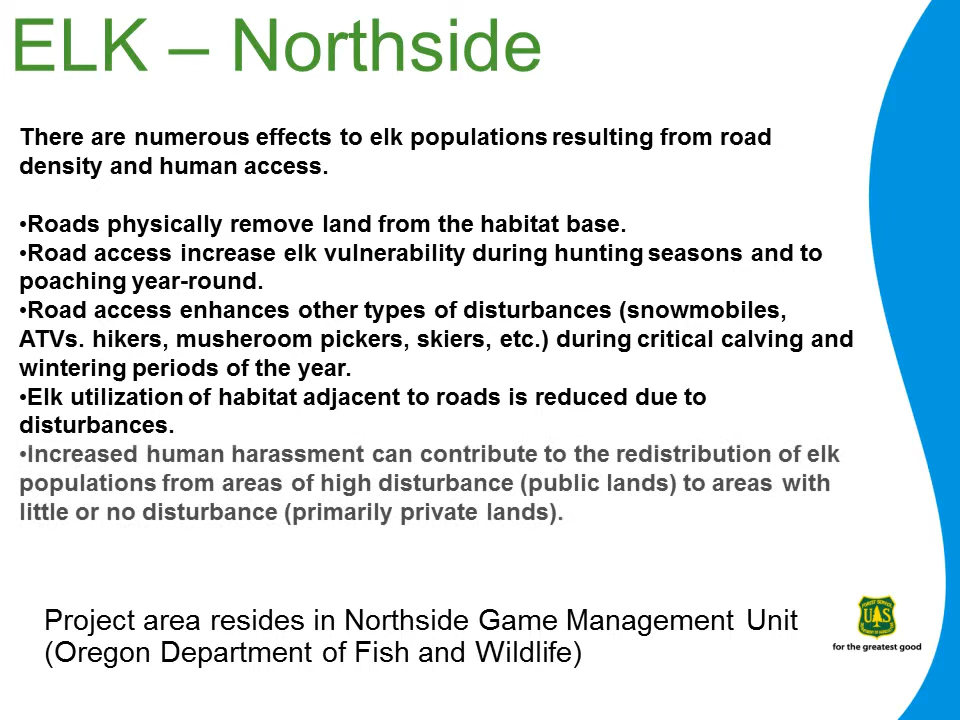 ELK – Northside
There are numerous effects to elk populations resulting from road
density and human access.
•Roads physically remove land from the habitat base.
•Road access increase elk vulnerability during hunting seasons and to
poaching year-round.
•Road access enhances other types of disturbances (snowmobiles,
ATVs. hikers, musheroom pickers, skiers, etc.) during critical calving and
wintering periods of the year.
•Elk utilization of habitat adjacent to roads is reduced due to
disturbances.
•Increased human harassment can contribute to the redistribution of elk
populations from areas of high disturbance (public lands) to areas with
little or no disturbance (primarily private lands).
Project area resides in Northside Game Management Unit
(Oregon Department of Fish and Wildlife)
FOREST SERVICE
U S
DEPARTMENT OF AGRICULTURE
for the greatest good